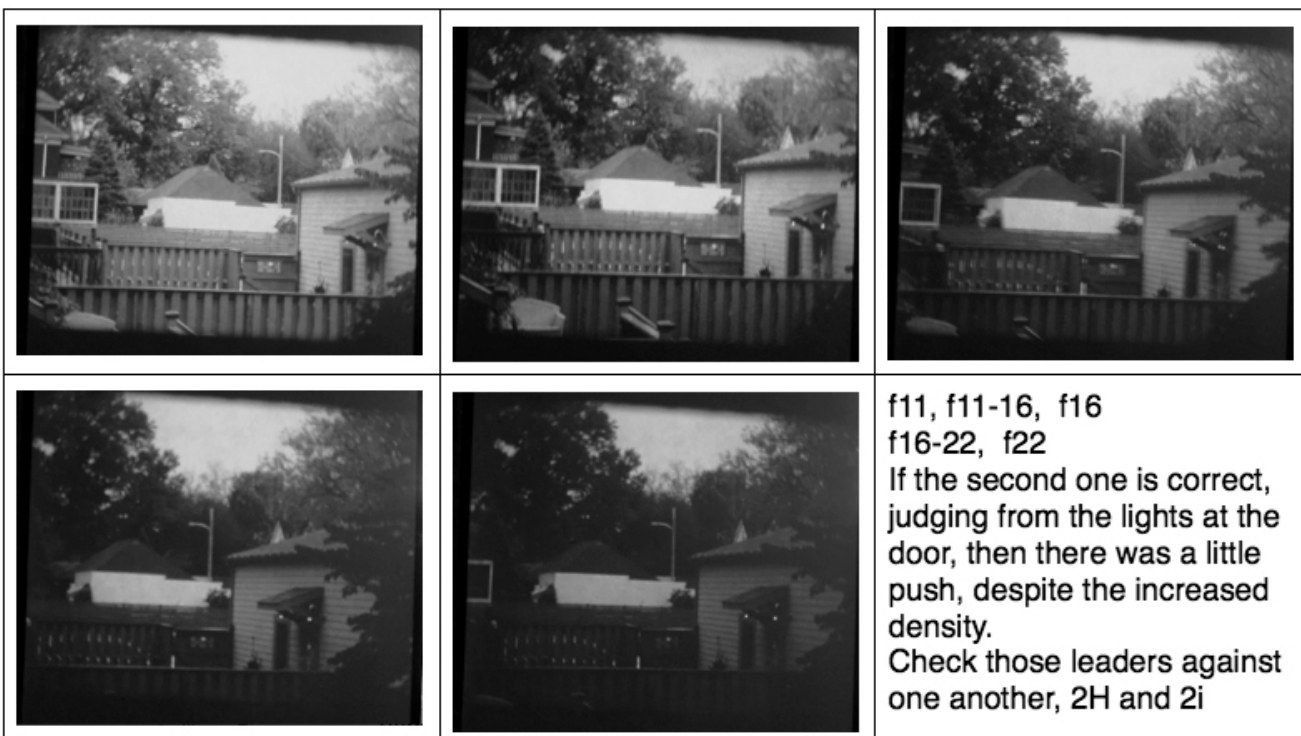 f11, f11-16,  f16
f16-22,  f22
If the second one is correct,
judging from the lights at the
door, then there was a little
push, despite the increased
density.
Check those leaders against
one another, 2H and 2i